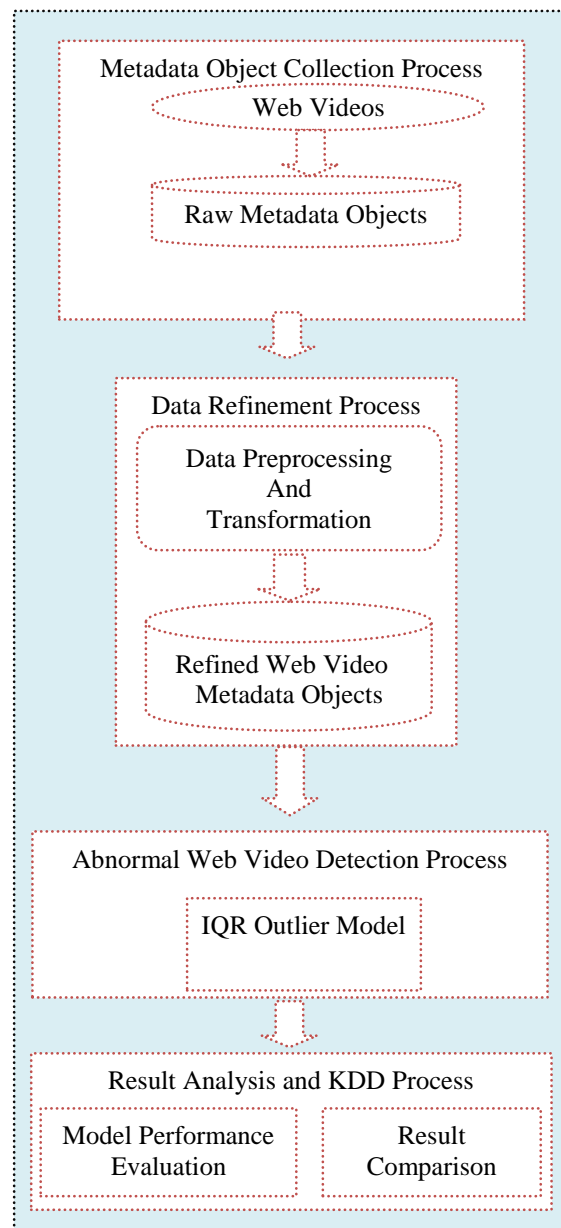 Metadata Object Collection Process
Web Videos
Raw Metadata Objects
Data Refinement Process
Data Preprocessing
And
Transformation
Refined Web Video
Metadata Objects
Abnormal Web Video Detection Process
IQR Outlier Model
Result Analysis and KDD Process
Model Performance
Evaluation
Result
Comparison